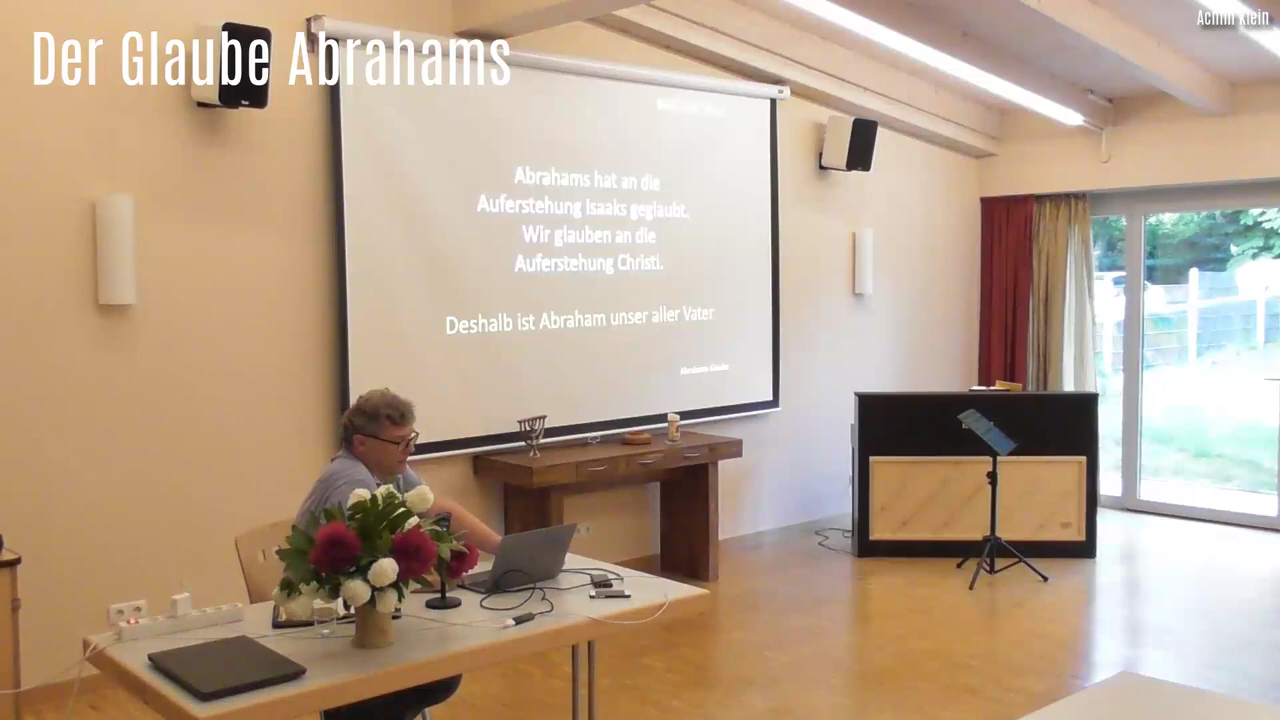 Der Glaube Abrahams
Achim Klein
Abrahams hat an die
Auferstehung Isaaks geglaubt.
Wir glauben an die
Auferstehung Christi.
Deshalb ist Abraham unser aller Vater
Abrahams Glaube